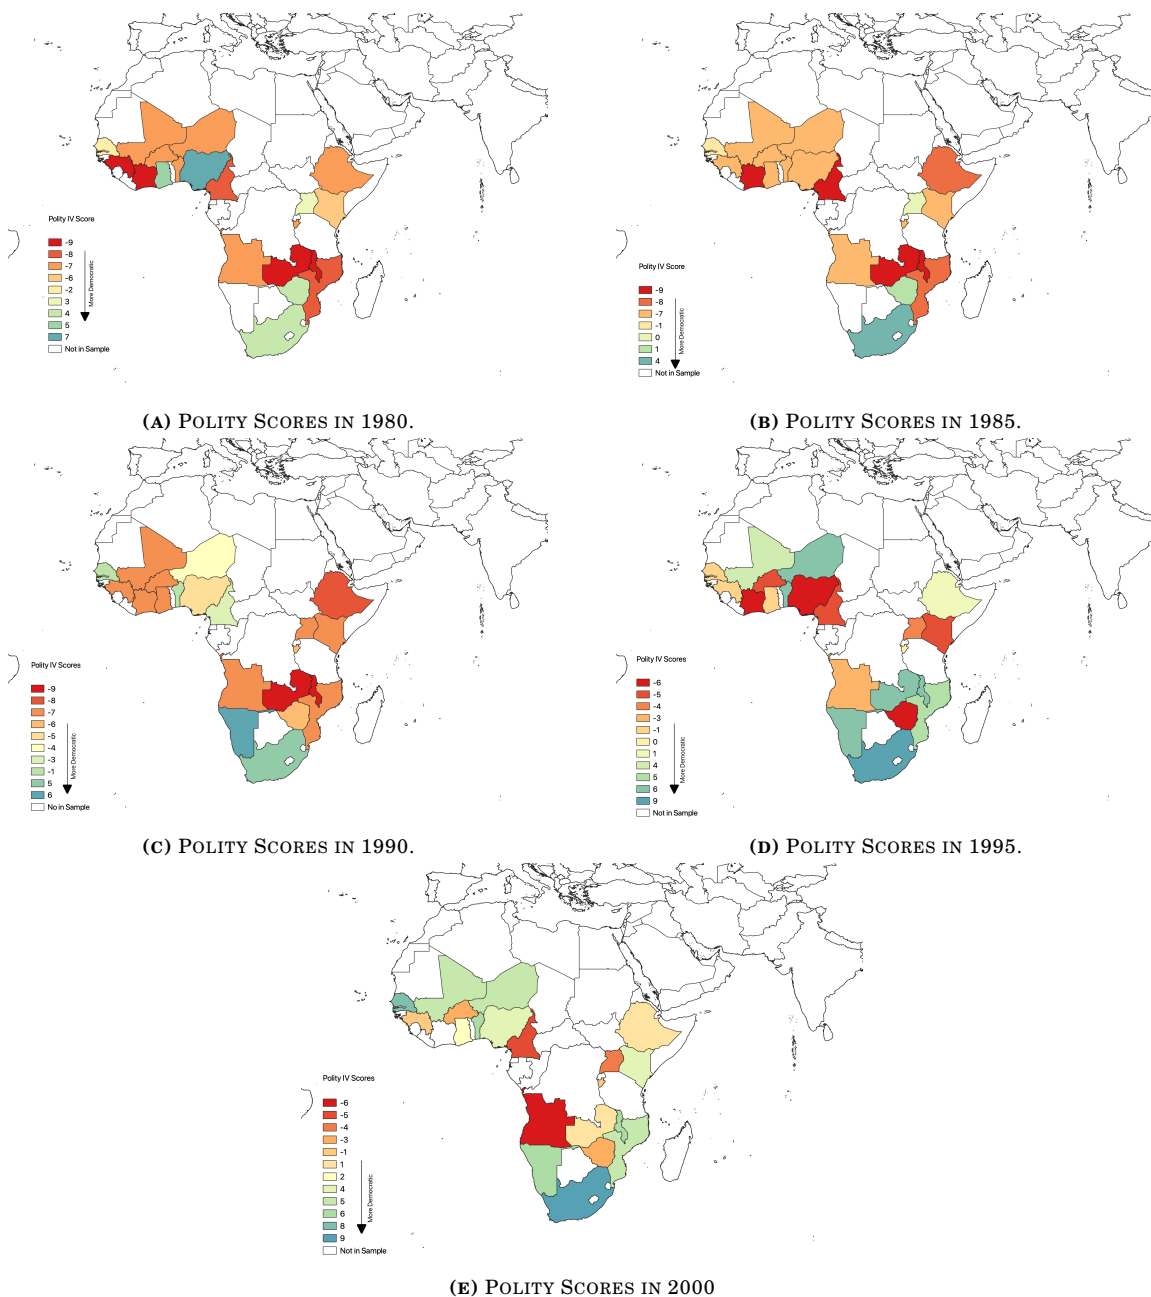 Polity IV Score
-9
-8
-7
-6
-2
3
4
5
7
Not in Sample
More Democratic
(A) POLITY SCORES IN 1980.
Polity IV Score
-9
-8
-7
-1
0
1
4
Not in Sample
More Democratic
(B) POLITY SCORES IN 1985.
Polity IV Scores
-9
-8
-7
-6
-5
-4
-3
-1
5
6
No in Sample
More Democratic
(C) POLITY SCORES IN 1990.
Polity IV Scores
-6
-5
-4
-3
-1
0
1
4
5
6
9
Not in Sample
More Democratic
(D) POLITY SCORES IN 1995.
Polity IV Scores
-6
-5
-4
-3
-1
1
2
4
5
6
8
9
Not in Sample
More Democratic
(E) POLITY SCORES IN 2000